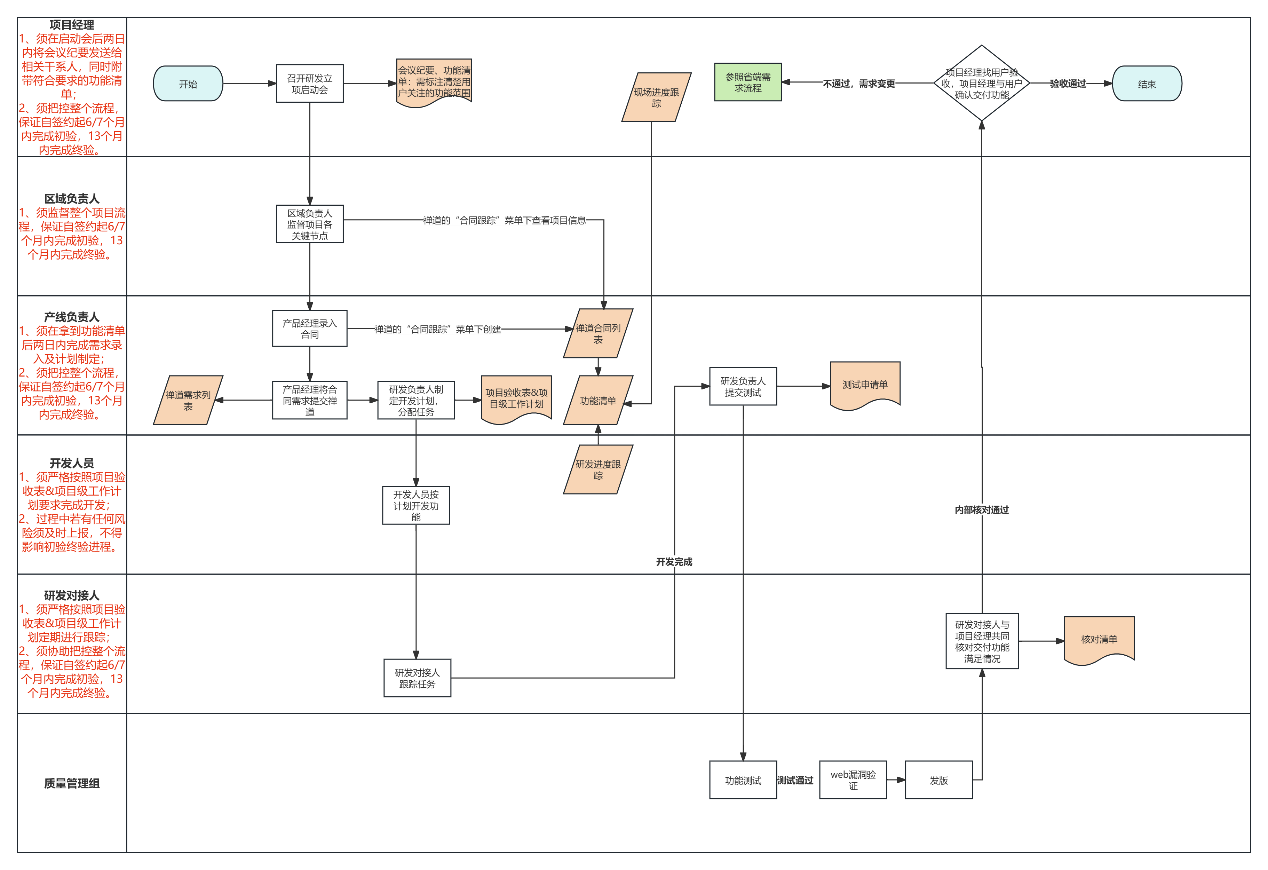 项目经理
1、须在启动会后两日
内将会议纪要发送给
相关干系人，同时附
带符合要求的功能清
单；
2、须把控整个流程，
保证自签约起6/7个月
内完成初验，13个月
内完成终验。
开始
召开研发立
项启动会
会议纪要、功能清
单：需标注清楚用
户关注的功能范围
现场进度跟
踪
参照省端需
求流程
不通过，需求变更
项目经理找用户验
收，项目经理与用户
确认交付功能
验收通过
结束
区域负责人
1、须监督整个项目流
程，保证自签约起6/7
个月内完成初验，13
个月内完成终验。
区域负责人
监督项目各
关键节点
禅道的“合同跟踪”菜单下查看项目信息
产线负责人
1、须在拿到功能清单
后两日内完成需求录
入及计划制定；
2、须把控整个流程，
保证自签约起6/7个月
内完成初验，13个月
内完成终验。
产品经理录入
合同
禅道的“合同跟踪”菜单下创建
禅道合同列
表
禅道需求列
表
产品经理将合
同需求提交禅
道
研发负责人制
定开发计划，
分配任务
项目验收表&项
目级工作计划
功能清单
研发负责人
提交测试
测试申请单
开发人员
1、须严格按照项目验
收表&项目级工作计
划要求完成开发；
2、过程中若有任何风
险须及时上报，不得
影响初验终验进程。
开发人员按
计划开发功
能
研发进度跟
踪
开发完成
内部核对通过
研发对接人
1、须严格按照项目验
收表&项目级工作计
划定期进行跟踪；
2、须协助把控整个流
程，保证自签约起6/7
个月内完成初验，13
个月内完成终验。
研发对接人
跟踪任务
研发对接人与
项目经理共同
核对交付功能
满足情况
核对清单
质量管理组
功能测试
测试通过
web漏洞验
证
发版